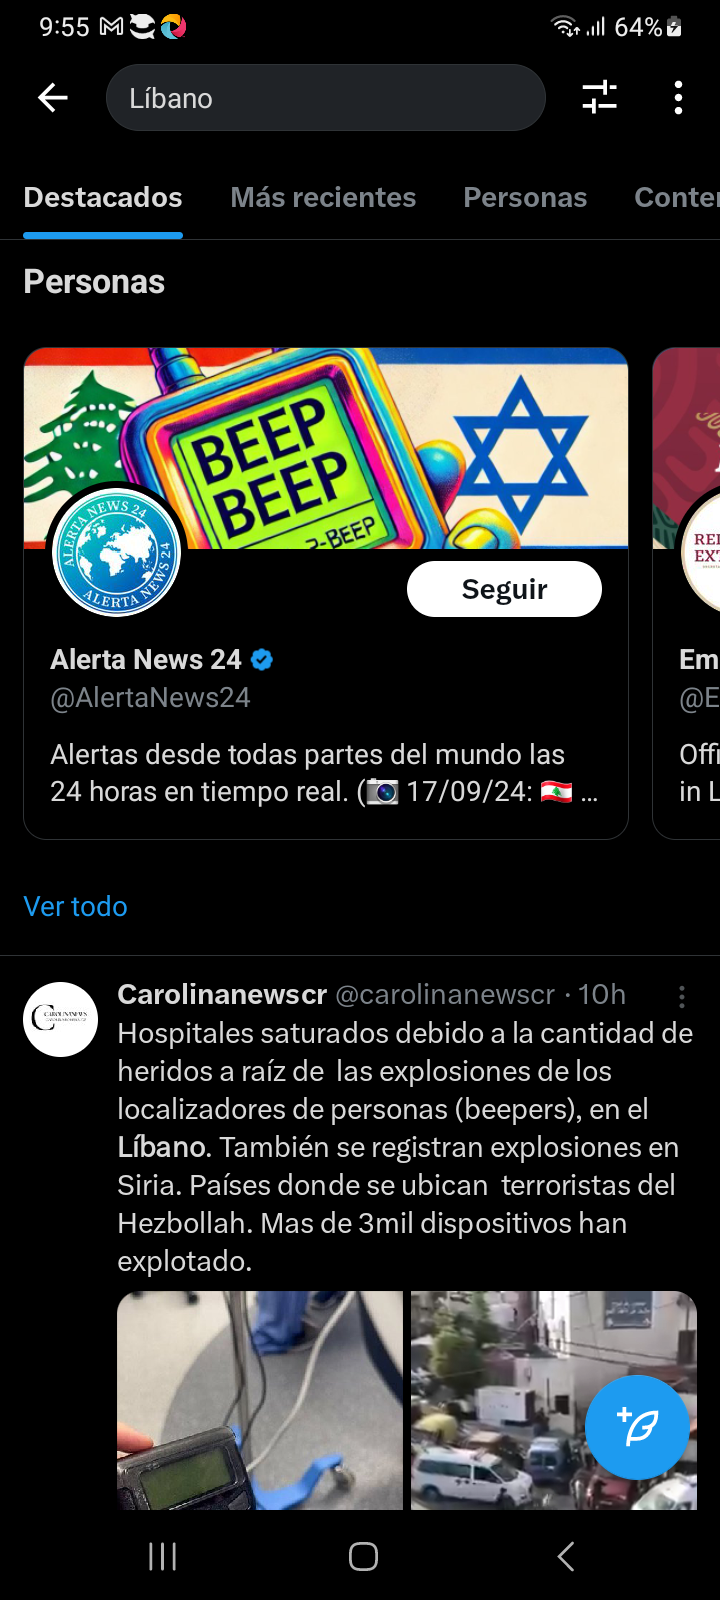 9:55
64%
Líbano
Destacados
Más recientes
Personas
Conte
Personas
BEEP
BEEP
-BEEP
ALERTA NEWS 24
ALERTA NEWS 24
Seguir
Alerta News 24
@AlertaNews24
Alertas desde todas partes del mundo las
24 horas en tiempo real. (📷 17/09/24: 🇱🇧 ...
Em
@E
Offi
in L
Ver todo
Carolinanewscr @carolinanewscr · 10h
Hospitales saturados debido a la cantidad de
heridos a raíz de  las explosiones de los
localizadores de personas (beepers), en el
Líbano. También se registran explosiones en
Siria. Países donde se ubican  terroristas del
Hezbollah. Mas de 3mil dispositivos han
explotado.